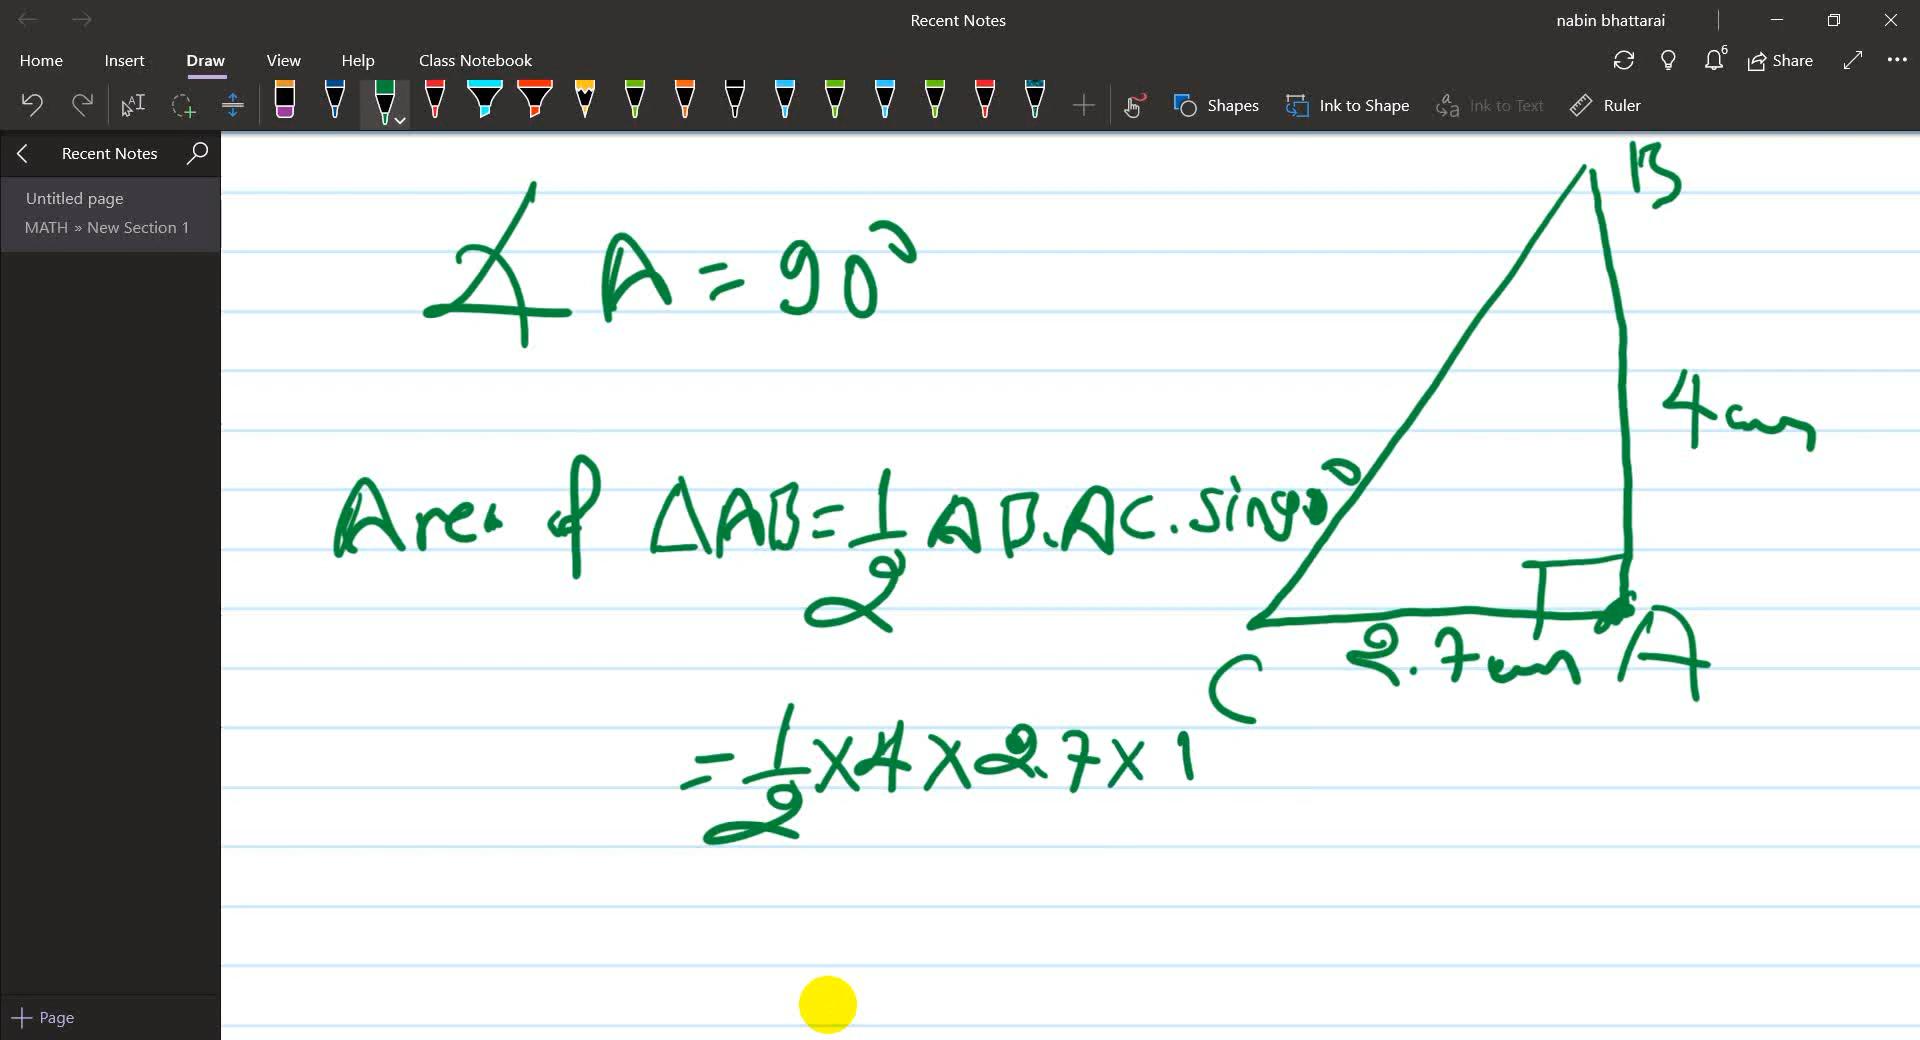 Recent Notes
nabin bhattarai
Home Insert Draw View Help Class Notebook
6
Share
Shapes Ink to Shape Ink to Text Ruler
Recent Notes
Untitled page
MATH » New Section 1
B
∡ A = 90°
4cm
Area of ΔAB = 1/2 AB.AC.Sin90°
2.7cm A
C
= 1/2 × 4 × 2.7 × 1
Page